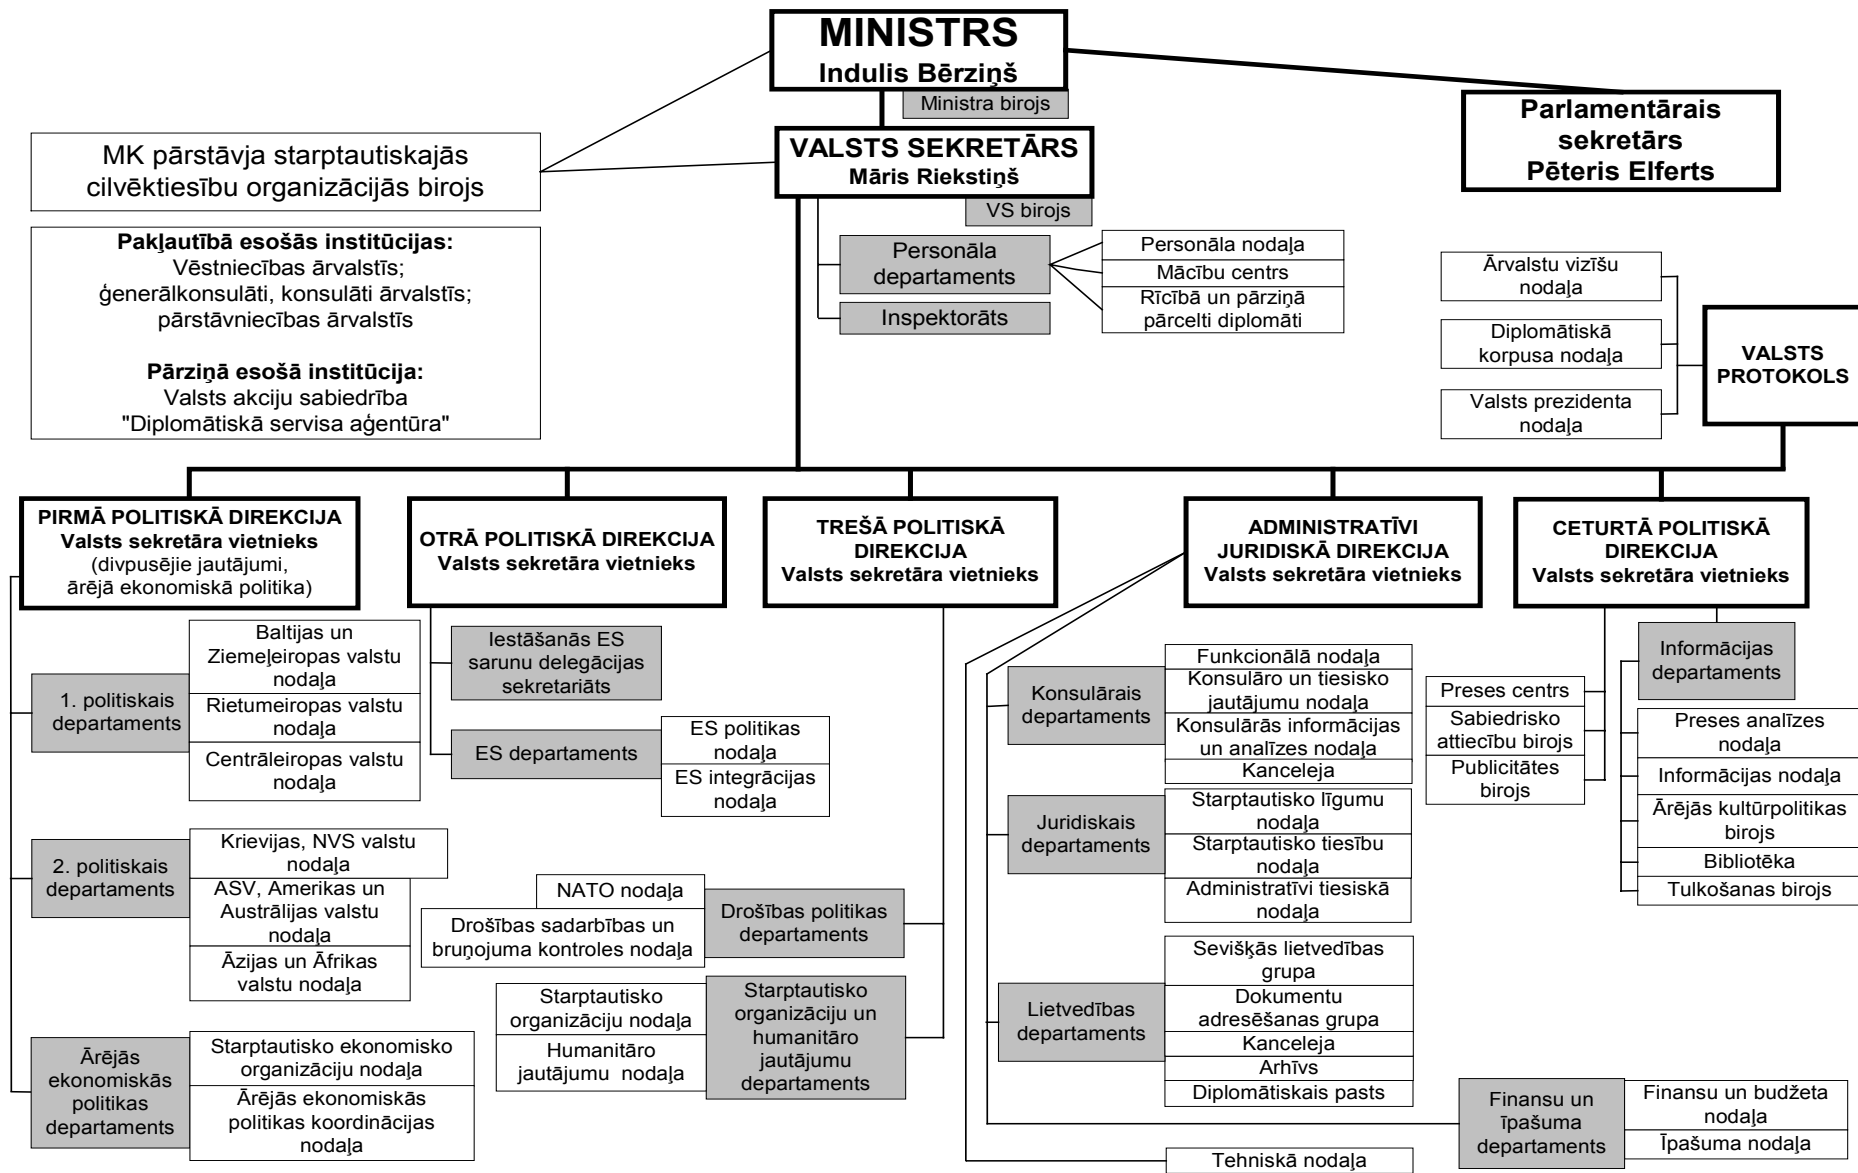 MINISTRS
Indulis Bērziņš
Ministra birojs
Parlamentārais
sekretārs
Pēteris Elferts
MK pārstāvja starptautiskajās
cilvēktiesību organizācijās birojs
VALSTS SEKRETĀRS
Māris Riekstiņš
VS birojs
Pakļautībā esošās institūcijas:
Vēstniecības ārvalstīs;
ģenerālkonsulāti, konsulāti ārvalstīs;
pārstāvniecības ārvalstīs
Pārziņā esošā institūcija:
Valsts akciju sabiedrība
"Diplomātiskā servisa aģentūra"
Personāla
departaments
Inspektorāts
Personāla nodaļa
Mācību centrs
Rīcībā un pārziņā
pārcelti diplomāti
Ārvalstu vizīšu
nodaļa
Diplomātiskā
korpusa nodaļa
Valsts prezidenta
nodaļa
VALSTS
PROTOKOLS
PIRMĀ POLITISKĀ DIREKCIJA
Valsts sekretāra vietnieks
(divpusējie jautājumi,
ārējā ekonomiskā politika)
OTRĀ POLITISKĀ DIREKCIJA
Valsts sekretāra vietnieks
TREŠĀ POLITISKĀ
DIREKCIJA
Valsts sekretāra vietnieks
ADMINISTRATĪVI
JURIDISKĀ DIREKCIJA
Valsts sekretāra vietnieks
CETURTĀ POLITISKĀ
DIREKCIJA
Valsts sekretāra vietnieks
1. politiskais
departaments
Baltijas un
Ziemeļeiropas valstu
nodaļa
Rietumeiropas valstu
nodaļa
Centrāleiropas valstu
nodaļa
2. politiskais
departaments
Krievijas, NVS valstu
nodaļa
ASV, Amerikas un
Austrālijas valstu
nodaļa
Āzijas un Āfrikas
valstu nodaļa
Ārējās
ekonomiskās
politikas
departaments
Starptautisko ekonomisko
organizāciju nodaļa
Ārējās ekonomiskās
politikas koordinācijas
nodaļa
Iestāšanās ES
sarunu delegācijas
sekretariāts
ES departaments
ES politikas
nodaļa
ES integrācijas
nodaļa
NATO nodaļa
Drošības sadarbības un
bruņojuma kontroles nodaļa
Drošības politikas
departaments
Starptautisko
organizāciju nodaļa
Humanitāro
jautājumu nodaļa
Starptautisko
organizāciju un
humanitāro
jautājumu
departaments
Konsulārais
departaments
Funkcionālā nodaļa
Konsulāro un tiesisko
jautājumu nodaļa
Konsulārās informācijas
un analīzes nodaļa
Kanceleja
Juridiskais
departaments
Starptautisko līgumu
nodaļa
Starptautisko tiesību
nodaļa
Administratīvi tiesiskā
nodaļa
Lietvedības
departaments
Sevišķās lietvedības
grupa
Dokumentu
adresēšanas grupa
Kanceleja
Arhīvs
Diplomātiskais pasts
Tehniskā nodaļa
Finansu un
īpašuma
departaments
Finansu un budžeta
nodaļa
Īpašuma nodaļa
Preses centrs
Sabiedrisko
attiecību birojs
Publicitātes
birojs
Informācijas
departaments
Preses analīzes
nodaļa
Informācijas nodaļa
Ārējās kultūrpolitikas
birojs
Bibliotēka
Tulkošanas birojs